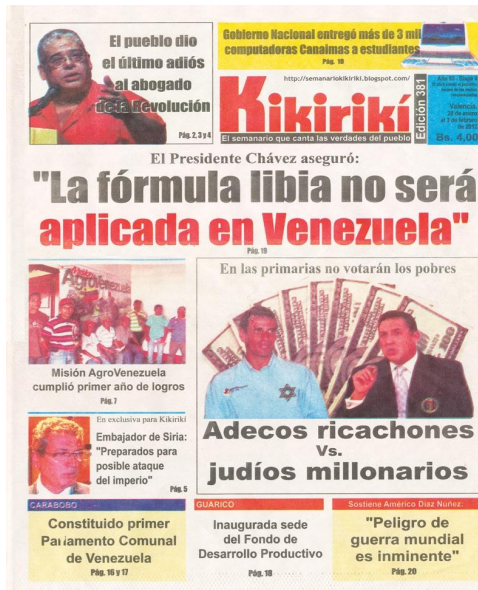 El pueblo dio
el último adiós
al abogado
de la Revolución
Pág. 2, 3 y 4
Gobierno Nacional entregó más de 3 mil
computadoras Canaimas a estudiantes
Pág. 18
http://semanariokikiriki.blogspot.com/
Kikirikí
El semanario que canta las verdades del pueblo
Edición 381
Valencia,
Bs. 4,00
El Presidente Chávez aseguró:
"La fórmula libia no será
aplicada en Venezuela"
Pág. 19
AgroVenezuela
Misión AgroVenezuela
cumplió primer año de logros
Pág. 7
En exclusiva para Kikirikí
Embajador de Siria:
"Preparados para
posible ataque
del imperio"
Pág. 5
En las primarias no votarán los pobres
Adecos ricachones
Vs.
judíos millonarios
CARABOBO
Constituido primer
Parlamento Comunal
de Venezuela
Pág. 16 y 17
GUARICO
Inaugurada sede
del Fondo de
Desarrollo Productivo
Pág. 18
Sostiene Américo Díaz Núñez:
"Peligro de
guerra mundial
es inminente"
Pág. 20